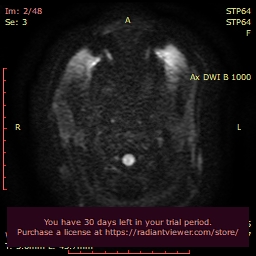 Im: 2/48
Se: 3
STP64
STP64
F
A
Ax DWI B 1000
R
L
You have 30 days left in your trial period.
Purchase a license at https://radiantviewer.com/store/